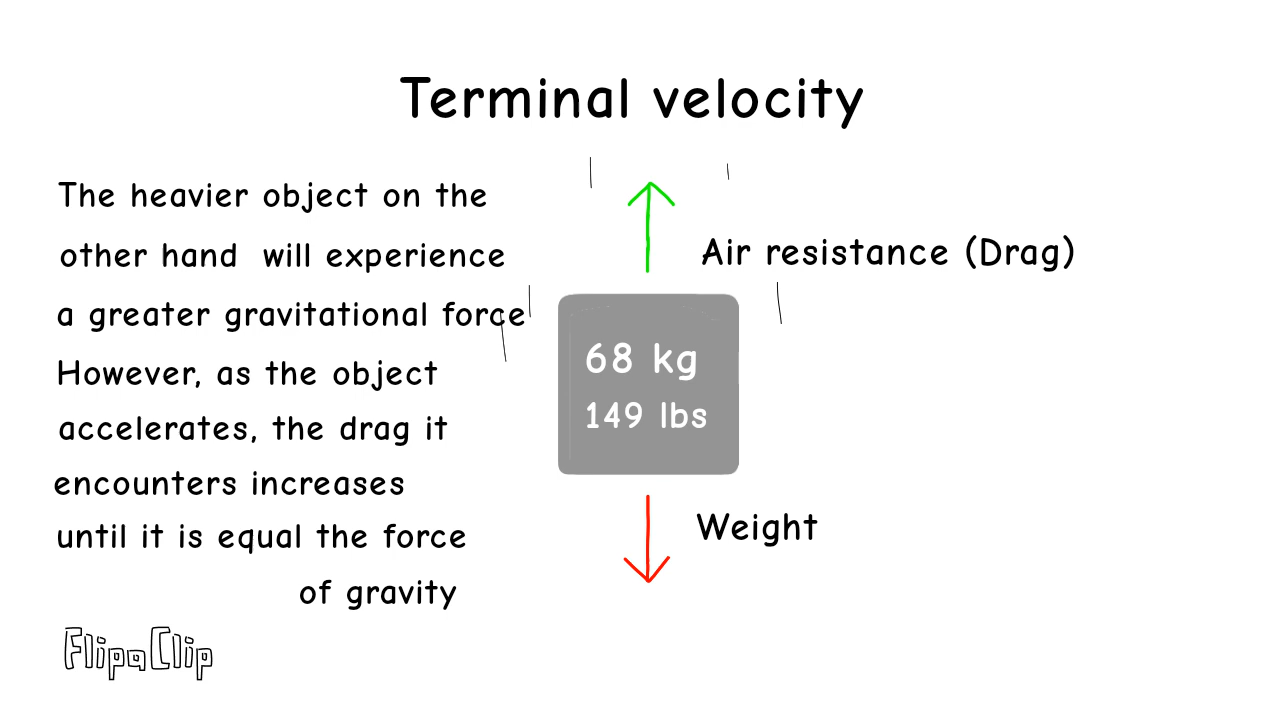 Terminal velocity
The heavier object on the
other hand will experience
a greater gravitational force
However, as the object
accelerates, the drag it
encounters increases
until it is equal the force
of gravity
Air resistance (Drag)
68 kg
149 lbs
Weight
FlipaClip